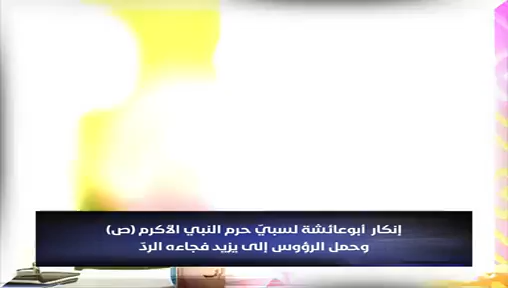 إنكار أبوعائشة لسبيّ حرم النبي الأكرم (ص)
وحمل الرؤوس إلى يزيد فجاءه الردّ